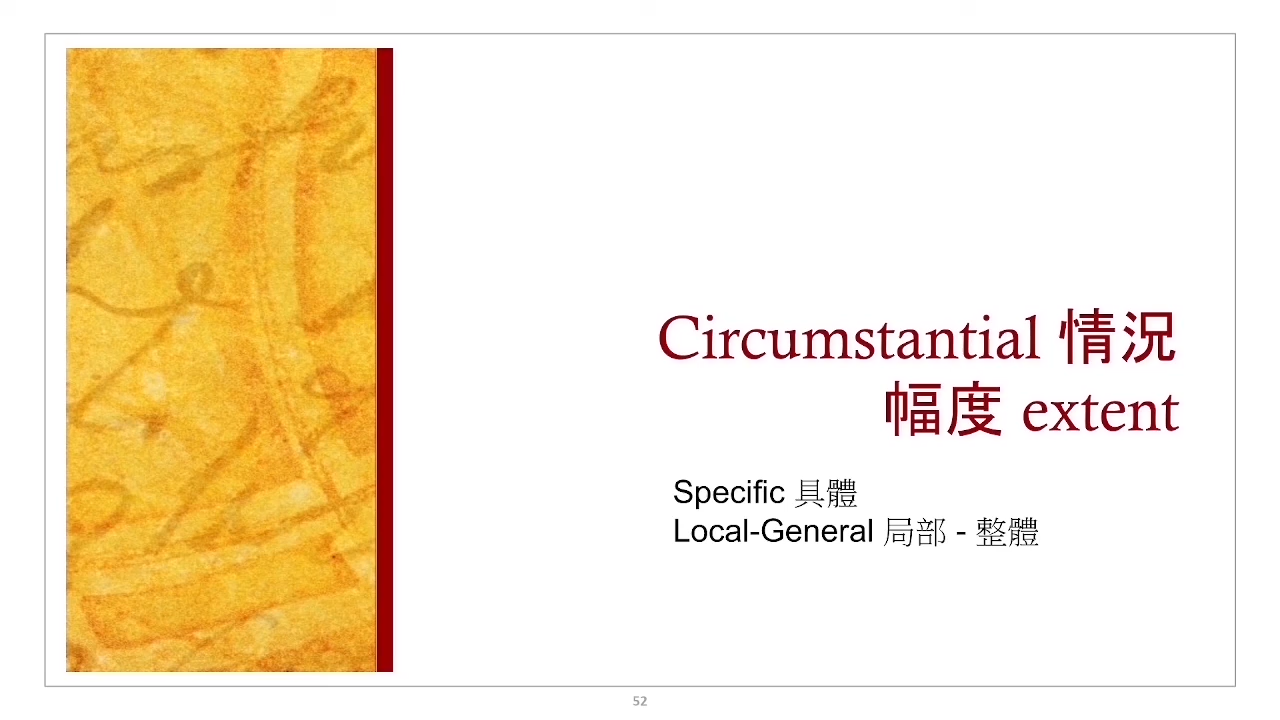 Circumstantial 情況
幅度 extent
Specific 具體
Local-General 局部 - 整體
52